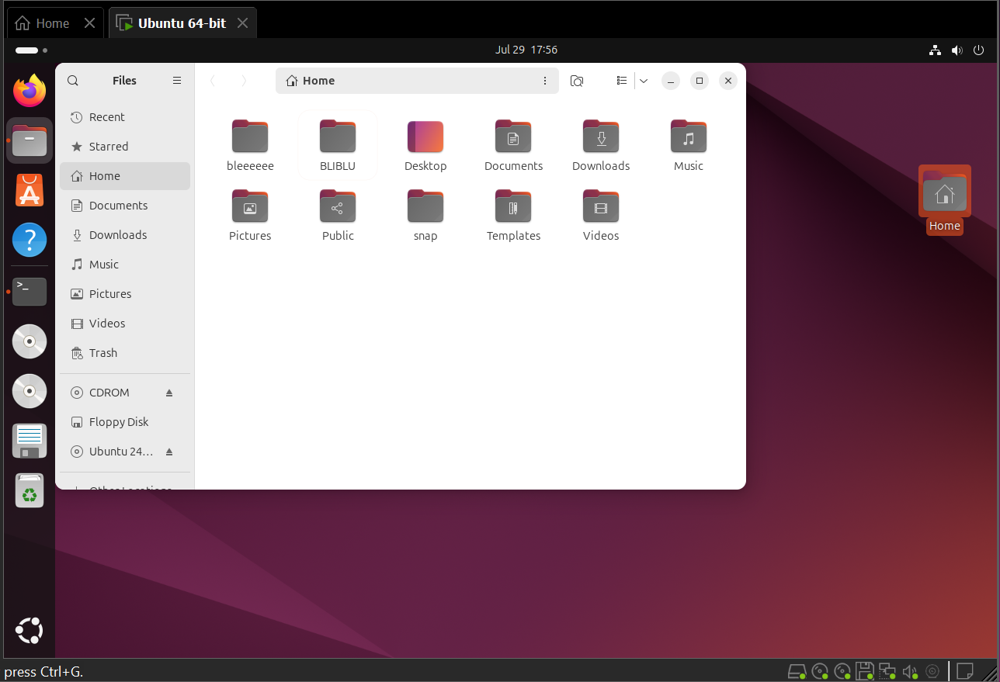 Home
Ubuntu 64-bit
Jul 29 17:56
Files
Home
Recent
Starred
Home
Documents
Downloads
Music
Pictures
Videos
Trash
CDROM
Floppy Disk
Ubuntu 24...
Other Locations
bleeeeee BLIBLU Desktop Documents Downloads Music
Pictures Public snap Templates Videos
Home
press Ctrl+G.